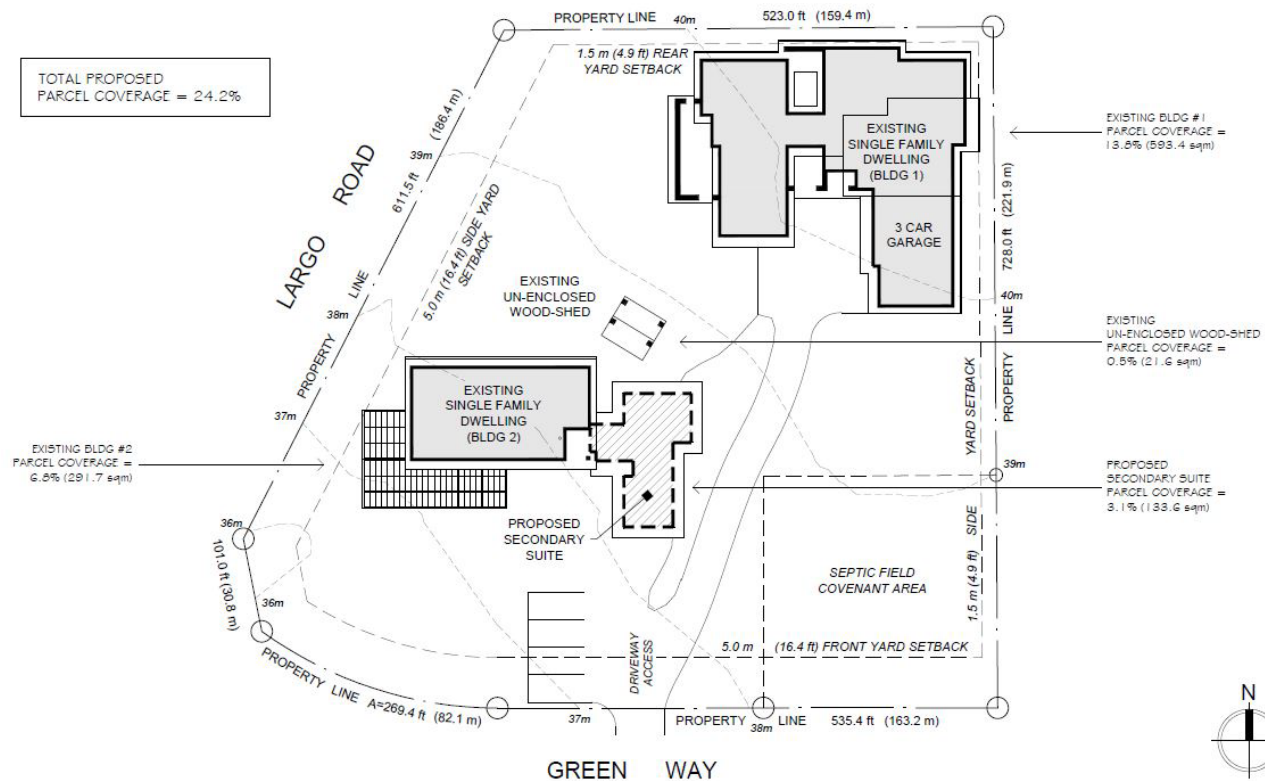 TOTAL PROPOSED
PARCEL COVERAGE = 24.2%
PROPERTY LINE
40m
523.0 ft (159.4 m)
1.5 m (4.9 ft) REAR
YARD SETBACK
LARGO ROAD
PROPERTY LINE
611.5 ft (186.4 m)
39m
38m
37m
36m
5.0 m (16.4 ft) SIDE YARD
SETBACK
EXISTING
SINGLE FAMILY
DWELLING
(BLDG 1)
3 CAR
GARAGE
EXISTING BLDG #1
PARCEL COVERAGE =
13.8% (593.4 sqm)
728.0 ft (221.9 m)
PROPERTY LINE
40m
EXISTING
UN-ENCLOSED
WOOD-SHED
EXISTING
UN-ENCLOSED WOOD-SHED
PARCEL COVERAGE =
0.5% (21.6 sqm)
EXISTING
SINGLE FAMILY
DWELLING
(BLDG 2)
EXISTING BLDG #2
PARCEL COVERAGE =
6.8% (291.7 sqm)
39m
PROPOSED
SECONDARY SUITE
PARCEL COVERAGE =
3.1% (133.6 sqm)
PROPOSED
SECONDARY
SUITE
1.5 m (4.9 ft) SIDE YARD SETBACK
SEPTIC FIELD
COVENANT AREA
101.0 ft (30.8 m)
36m
5.0 m (16.4 ft) FRONT YARD SETBACK
DRIVEWAY
ACCESS
PROPERTY LINE A=269.4 ft (82.1 m)
37m
PROPERTY LINE
38m
535.4 ft (163.2 m)
GREEN WAY
N